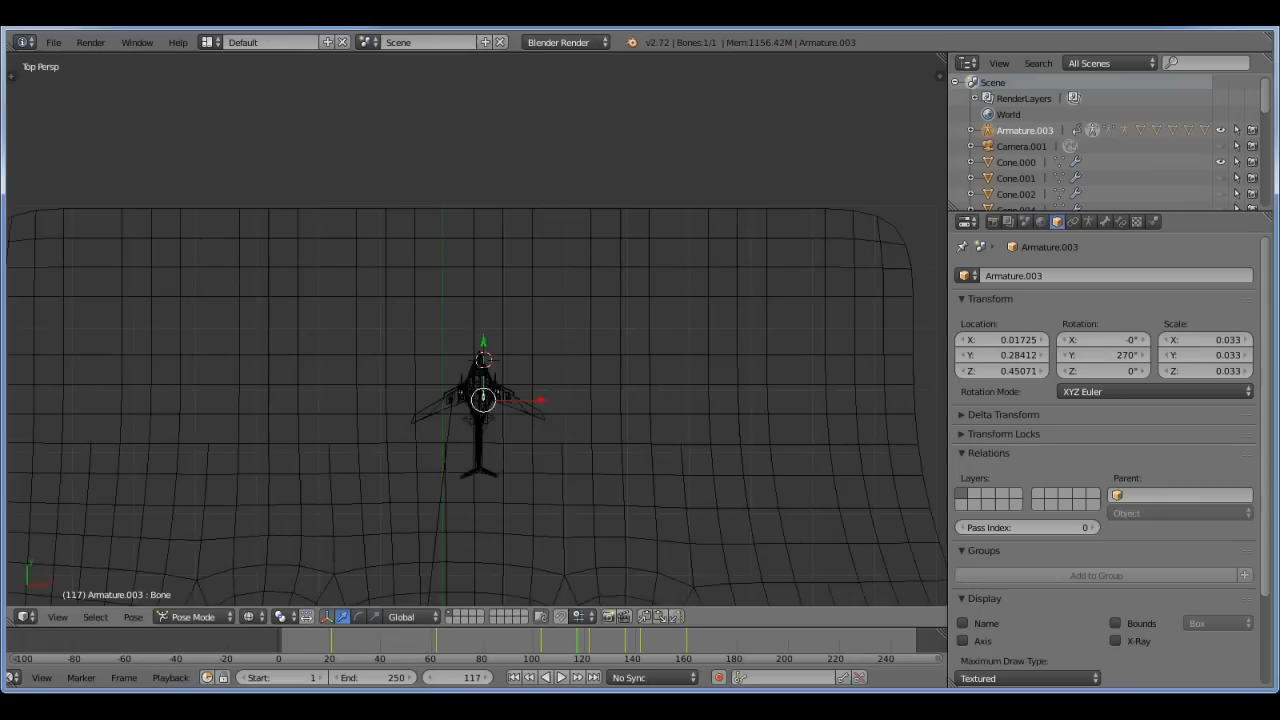 File Render Window Help Default Scene Blender Render v2.72 | Bones:1/1 | Mem:1156.42M | Armature.003
Top Persp
View Search All Scenes
Scene
RenderLayers
World
Armature.003
Camera.001
Cone.000
Cone.001
Cone.002
Armature.003
Armature.003
Transform
Location: Rotation: Scale:
X: 0.01725 X: -0° X: 0.033
Y: 0.28412 Y: 270° Y: 0.033
Z: 0.45071 Z: 0° Z: 0.033
Rotation Mode: XYZ Euler
Delta Transform
Transform Locks
Relations
Layers: Parent:
Object
Pass Index: 0
Groups
Add to Group
Display
Name Bounds Box
Axis X-Ray
Maximum Draw Type:
Textured
(117) Armature.003 : Bone
View Select Pose Pose Mode Global
-100 -80 -60 -40 -20 0 20 40 60 80 100 120 140 160 180 200 220 240
View Marker Frame Playback Start: 1 End: 250 117 No Sync